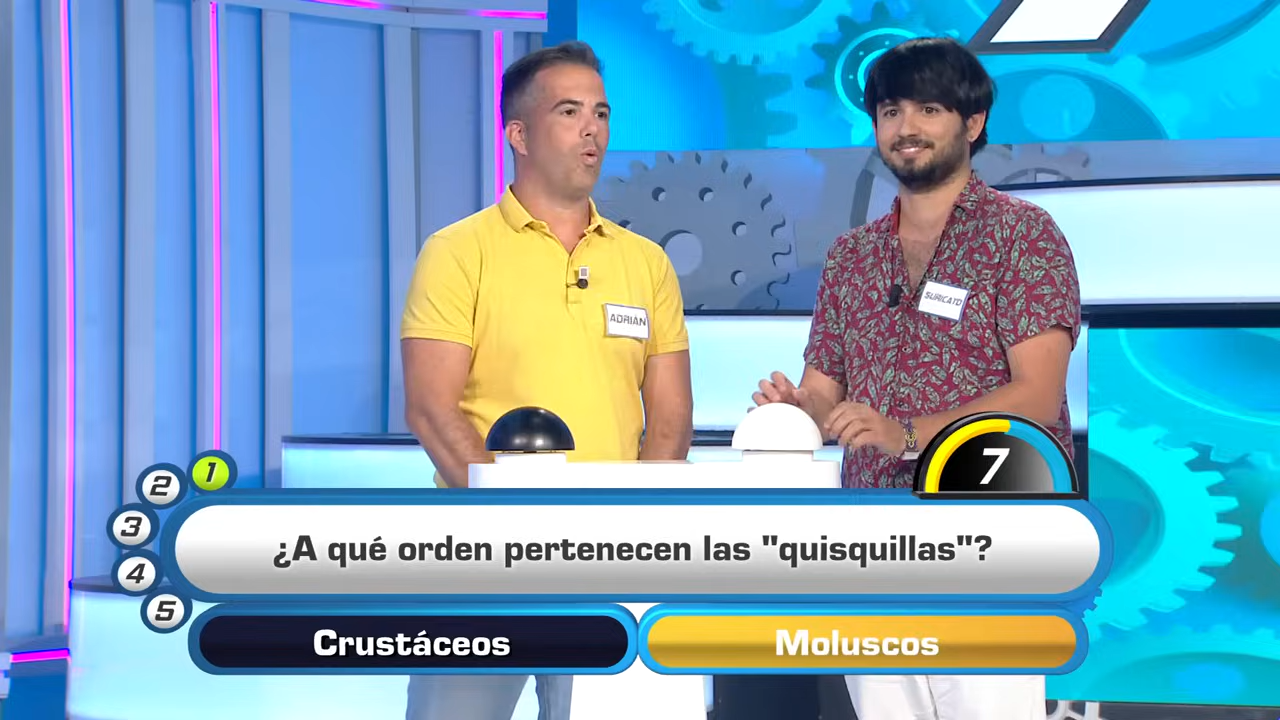 ADRIÁN
SURICATO
7
1
2
3
4
5
¿A qué orden pertenecen las "quisquillas"?
Crustáceos
Moluscos